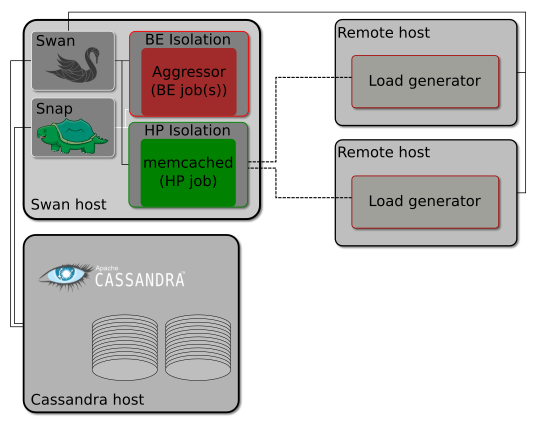 Swan
BE Isolation
Aggressor
(BE job(s))
Snap
HP Isolation
memcached
(HP job)
Swan host
Remote host
Load generator
Remote host
Load generator
Apache
CASSANDRA
Cassandra host